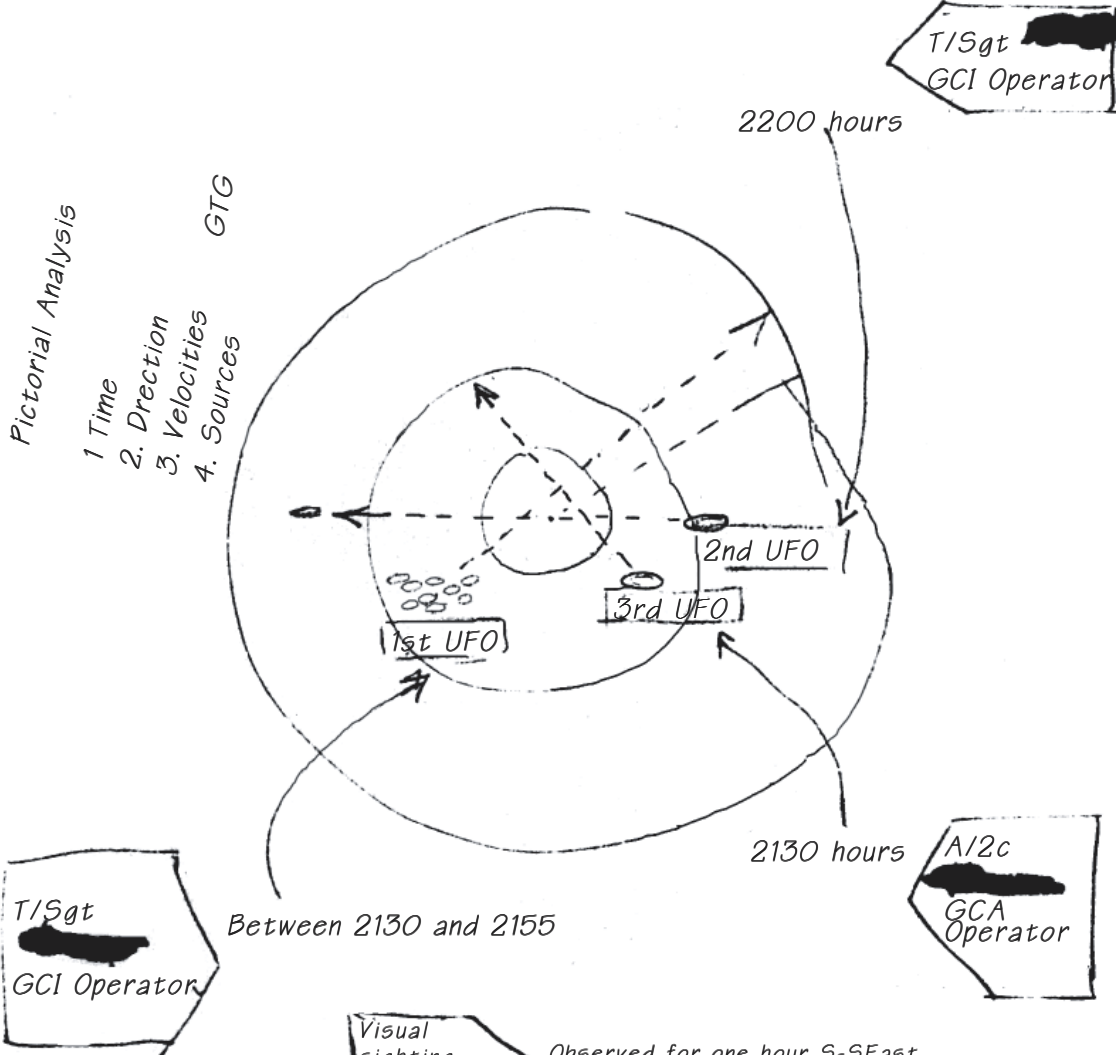 T/Sgt
GCI Operator
2200 hours
Pictorial Analysis
1 Time
2. Drection
3. Velocities GTG
4. Sources
2nd UFO
3rd UFO
1st UFO
2130 hours
A/2c
GCA
Operator
T/Sgt
GCI Operator
Between 2130 and 2155
Visual
sighting
Observed for one hour S-SEast